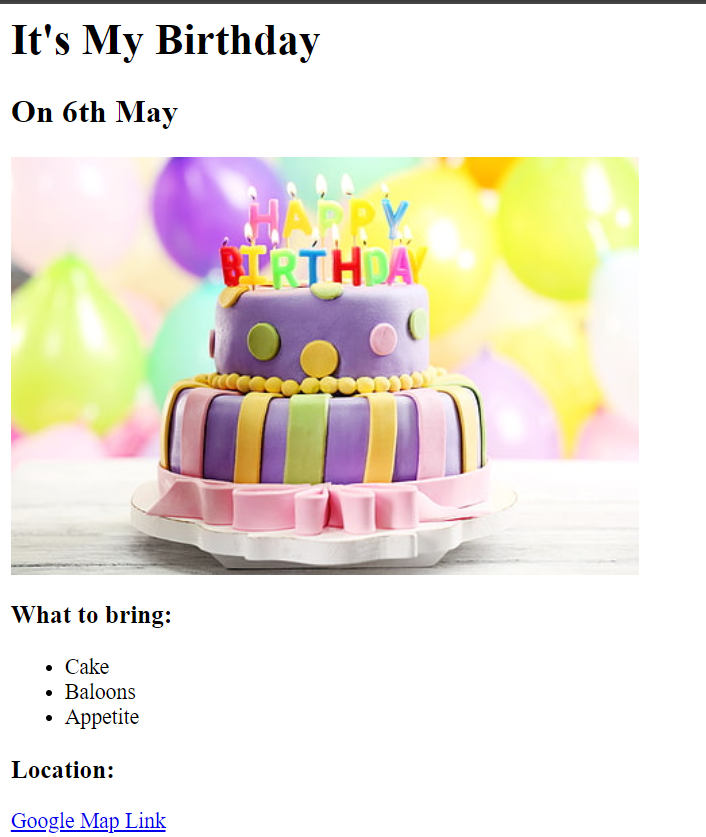 It's My Birthday
On 6th May
HAPPY
BIRTHDAY
What to bring:
Cake
Baloons
Appetite
Location:
Google Map Link